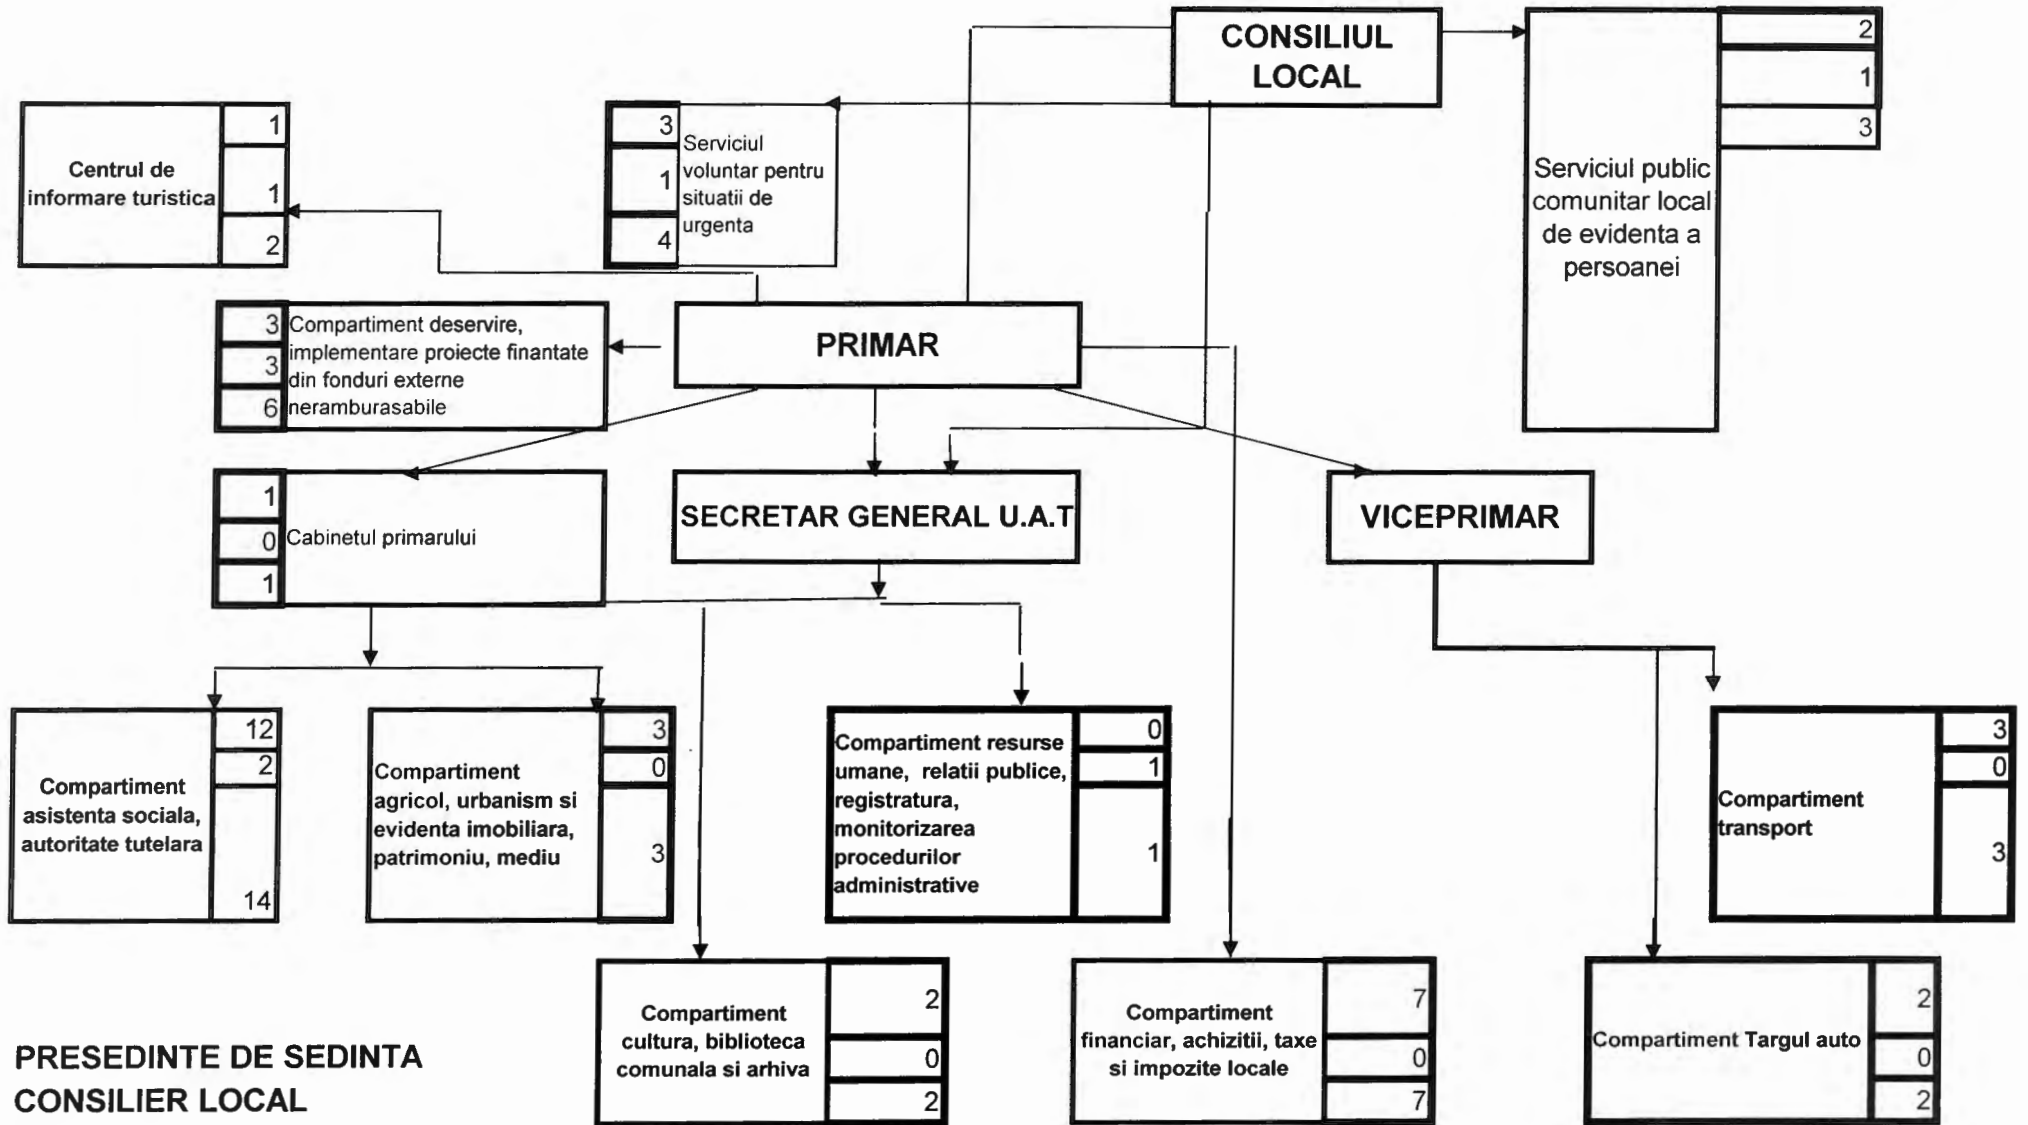 CONSILIUL
LOCAL
Serviciul public
comunitar local
de evidenta a
persoanei
2
1
3
Centrul de
informare turistica
1
1
2
3
1
4
Serviciul
voluntar pentru
situatii de
urgenta
3
3
6
Compartiment deservire,
implementare proiecte finantate
din fonduri externe
neramburasabile
PRIMAR
1
0
1
Cabinetul primarului
SECRETAR GENERAL U.A.T
VICEPRIMAR
Compartiment
asistenta sociala,
autoritate tutelara
12
2
14
Compartiment
agricol, urbanism si
evidenta imobiliara,
patrimoniu, mediu
3
0
3
Compartiment resurse
umane, relatii publice,
registratura,
monitorizarea
procedurilor
administrative
0
1
1
Compartiment
transport
3
0
3
Compartiment
cultura, biblioteca
comunala si arhiva
2
0
2
Compartiment
financiar, achizitii, taxe
si impozite locale
7
0
7
Compartiment Targul auto
2
0
2
PRESEDINTE DE SEDINTA
CONSILIER LOCAL